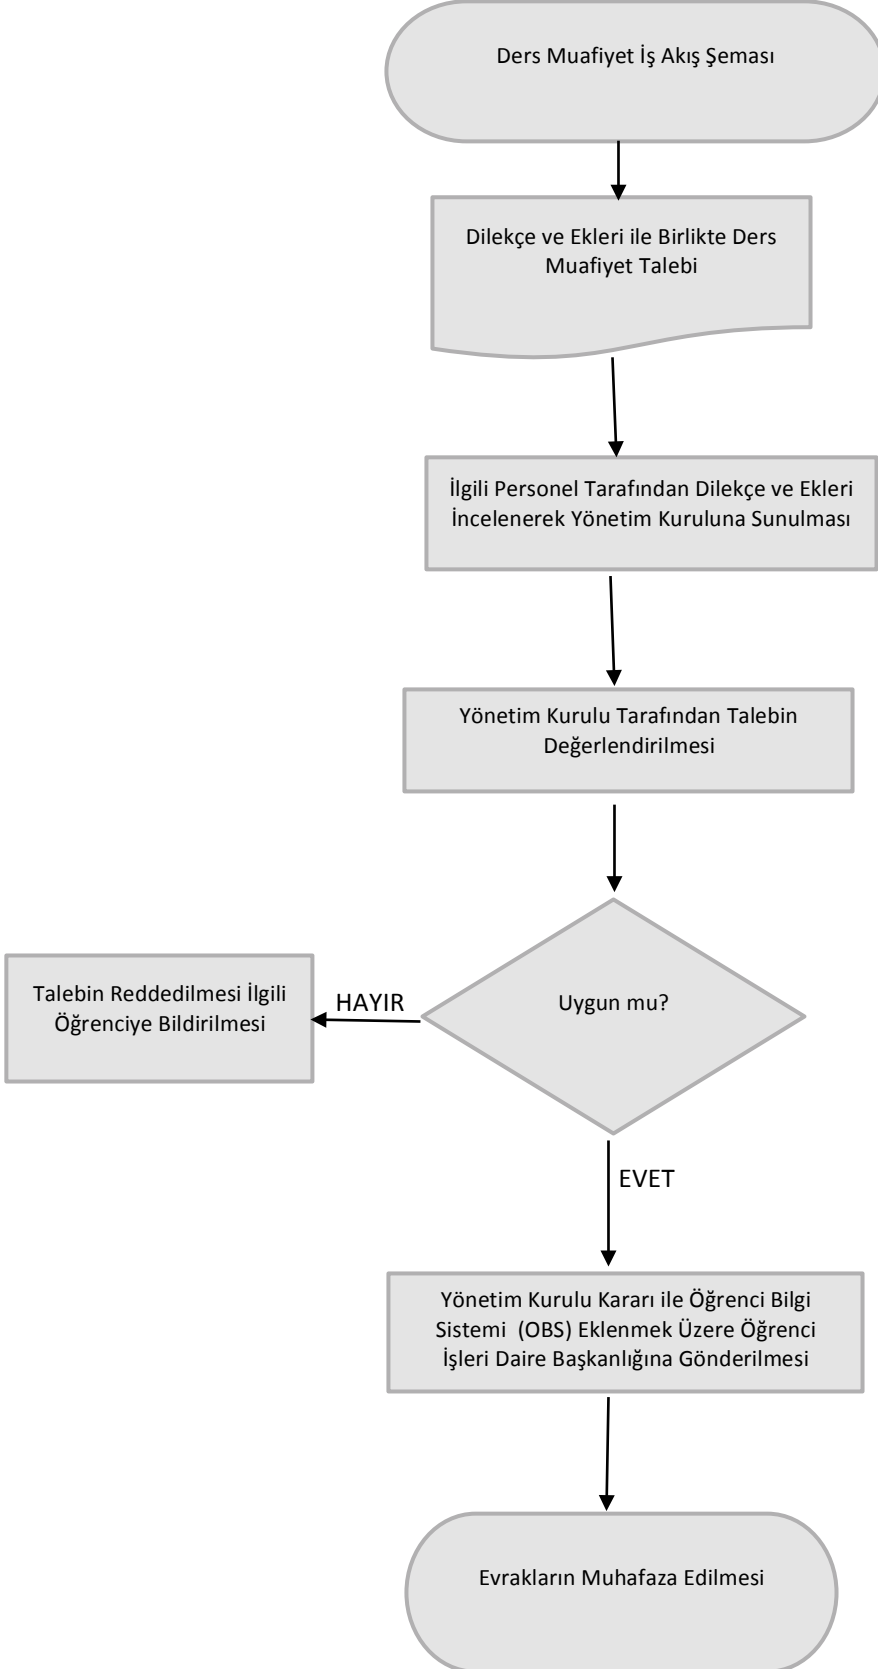 Ders Muafiyet İş Akış Şeması
Dilekçe ve Ekleri ile Birlikte Ders
Muafiyet Talebi
İlgili Personel Tarafından Dilekçe ve Ekleri
İncelenerek Yönetim Kuruluna Sunulması
Yönetim Kurulu Tarafından Talebin
Değerlendirilmesi
Uygun mu?
HAYIR
Talebin Reddedilmesi İlgili
Öğrenciye Bildirilmesi
EVET
Yönetim Kurulu Kararı ile Öğrenci Bilgi
Sistemi (OBS) Eklenmek Üzere Öğrenci
İşleri Daire Başkanlığına Gönderilmesi
Evrakların Muhafaza Edilmesi